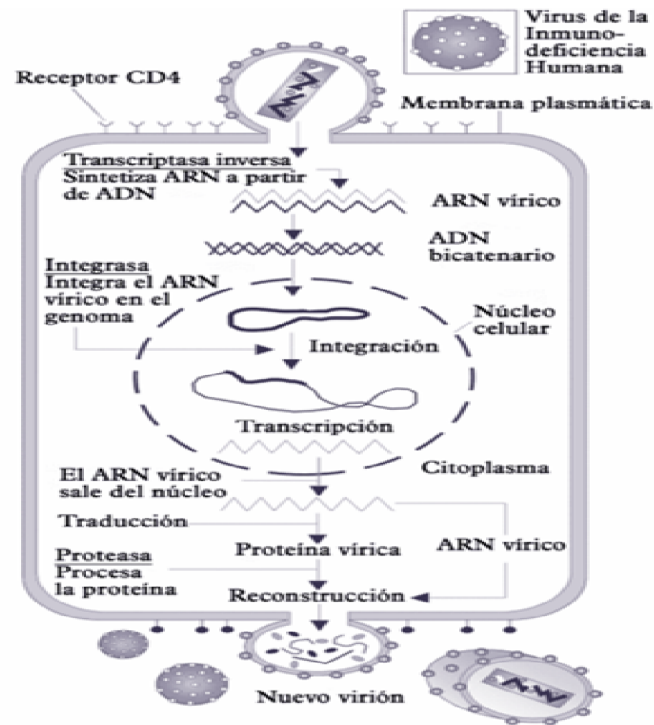 Virus de la
Inmuno-
deficiencia
Humana
Receptor CD4
Membrana plasmática
Transcriptasa inversa
Sintetiza ARN a partir
de ADN
ARN vírico
ADN
bicatenario
Integrasa
Integra el ARN
vírico en el
genoma
Núcleo
celular
Integración
Transcripción
Citoplasma
El ARN vírico
sale del núcleo
Traducción
Proteína vírica
ARN vírico
Proteasa
Procesa
la proteína
Reconstrucción
Nuevo virión